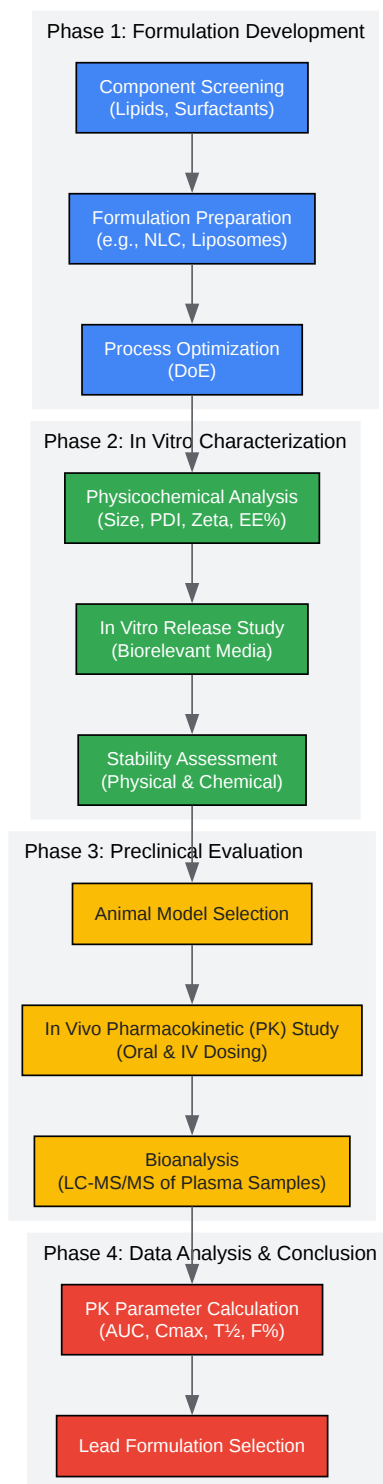 Phase 1: Formulation Development
Component Screening
(Lipids, Surfactants)
Formulation Preparation
(e.g., NLC, Liposomes)
Process Optimization
(DoE)
Phase 2: In Vitro Characterization
Physicochemical Analysis
(Size, PDI, Zeta, EE%)
In Vitro Release Study
(Biorelevant Media)
Stability Assessment
(Physical & Chemical)
Phase 3: Preclinical Evaluation
Animal Model Selection
In Vivo Pharmacokinetic (PK) Study
(Oral & IV Dosing)
Bioanalysis
(LC-MS/MS of Plasma Samples)
Phase 4: Data Analysis & Conclusion
PK Parameter Calculation
(AUC, Cmax, T½, F%)
Lead Formulation Selection